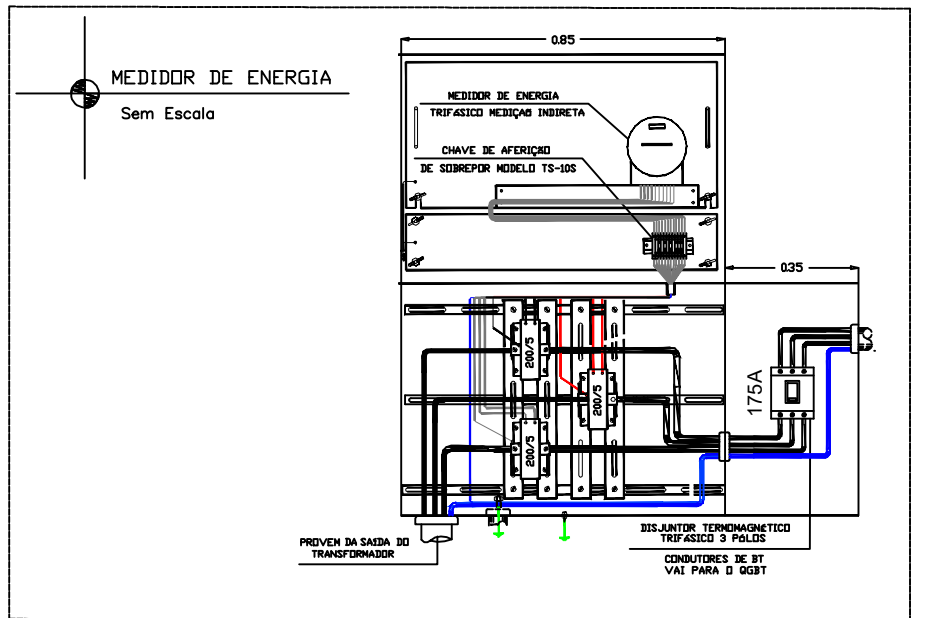 MEDIDOR DE ENERGIA
Sem Escala
0.85
MEDIDOR DE ENERGIA
TRIFÁSICO MEDIÇAO INDIRETA
CHAVE DE AFERIÇÃO
DE SOBREPOR MODELO TS-10S
0.35
200/5
200/5
200/5
175A
PROVEM DA SAÍDA DO
TRANSFORMADOR
DISJUNTOR TERMOMAGNÉTICO
TRIFÁSICO 3 PÓLOS
CONDUTORES DE BT
VAI PARA O QGBT